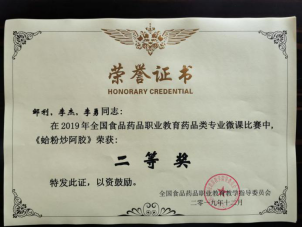 荣誉证书
HONORARY CREDENTIAL
邹利、李杰、李勇同志:
在2019年全国食品药品职业教育药品类专业微课比赛中,
《蛤粉炒阿胶》荣获:
二等奖
特发此证,以资鼓励。
全国食品药品职业教育教学指导委员会
二〇一九年十二月